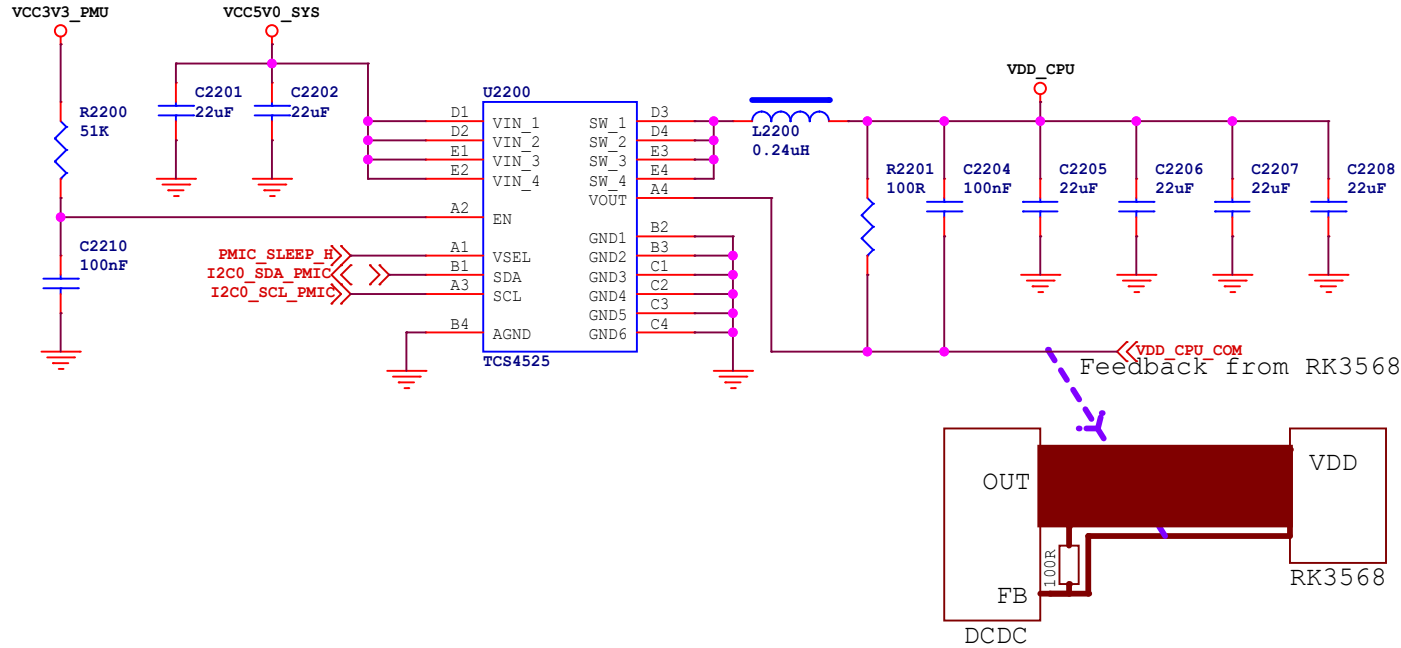 VCC3V3_PMU
VCC5V0_SYS
R2200
51K
C2201
22uF
C2202
22uF
U2200
D1
VIN_1
D2
VIN_2
E1
VIN_3
E2
VIN_4
A2
EN
A1
VSEL
B1
SDA
A3
SCL
B4
AGND
TCS4525
SW_1
D3
SW_2
D4
SW_3
E3
SW_4
E4
VOUT
A4
GND1
B2
GND2
B3
GND3
C1
GND4
C2
GND5
C3
GND6
C4
C2210
100nF
PMIC_SLEEP_H
I2C0_SDA_PMIC
I2C0_SCL_PMIC
L2200
0.24uH
VDD_CPU
R2201
100R
C2204
100nF
C2205
22uF
C2206
22uF
C2207
22uF
C2208
22uF
VDD_CPU_COM
Feedback from RK3568
OUT
VDD
100R
FB
RK3568
DCDC